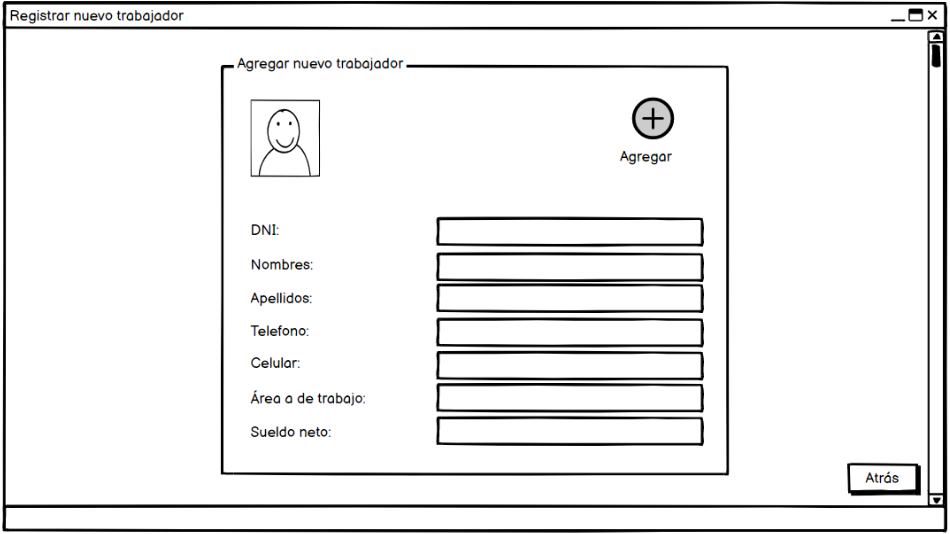 Registrar nuevo trabajador
Agregar nuevo trabajador
Agregar
DNI:
Nombres:
Apellidos:
Telefono:
Celular:
Área a de trabajo:
Sueldo neto:
Atrás